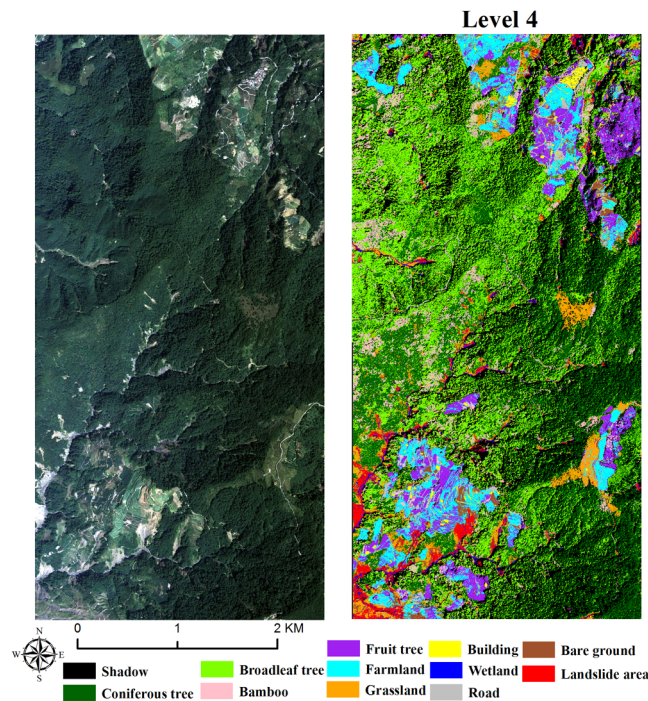 Level 4
0 1 2 KM
N
W E
S
Fruit tree Building Bare ground
Shadow Broadleaf tree Farmland Wetland Landslide area
Coniferous tree Bamboo Grassland Road